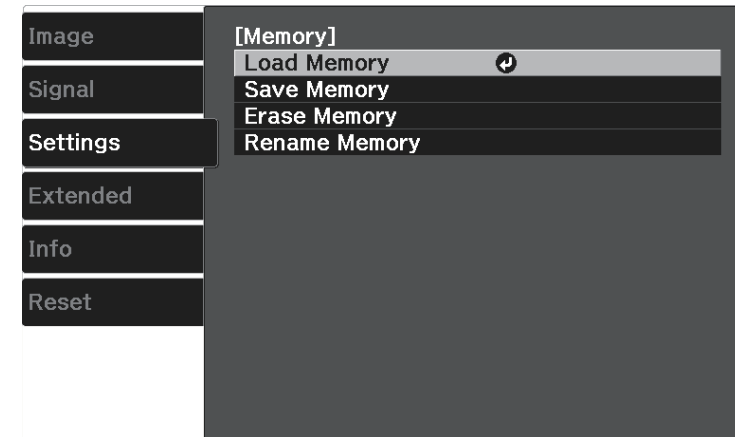 Image
Signal
Settings
Extended
Info
Reset
[Memory]
Load Memory
Save Memory
Erase Memory
Rename Memory